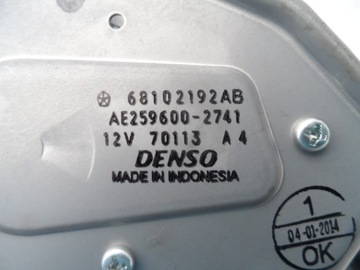 68102192AB
AE259600-2741
12V 70113 A4
DENSO
MADE IN INDONESIA
1
04-01-2014
OK